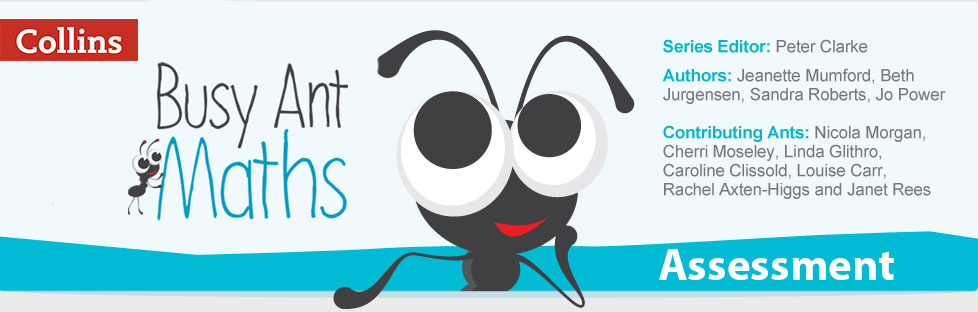 Collins
Busy Ant
Maths
Series Editor: Peter Clarke
Authors: Jeanette Mumford, Beth
Jurgensen, Sandra Roberts, Jo Power
Contributing Ants: Nicola Morgan,
Cherri Moseley, Linda Glithro,
Caroline Clissold, Louise Carr,
Rachel Axten-Higgs and Janet Rees
Assessment